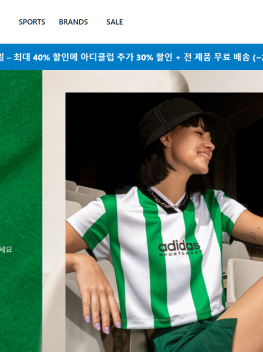 SPORTS BRANDS SALE
– 최대 40% 할인에 아디클럽 추가 30% 할인 + 전 제품 무료 배송 (~
adidas
SPORTSWEAR
세요